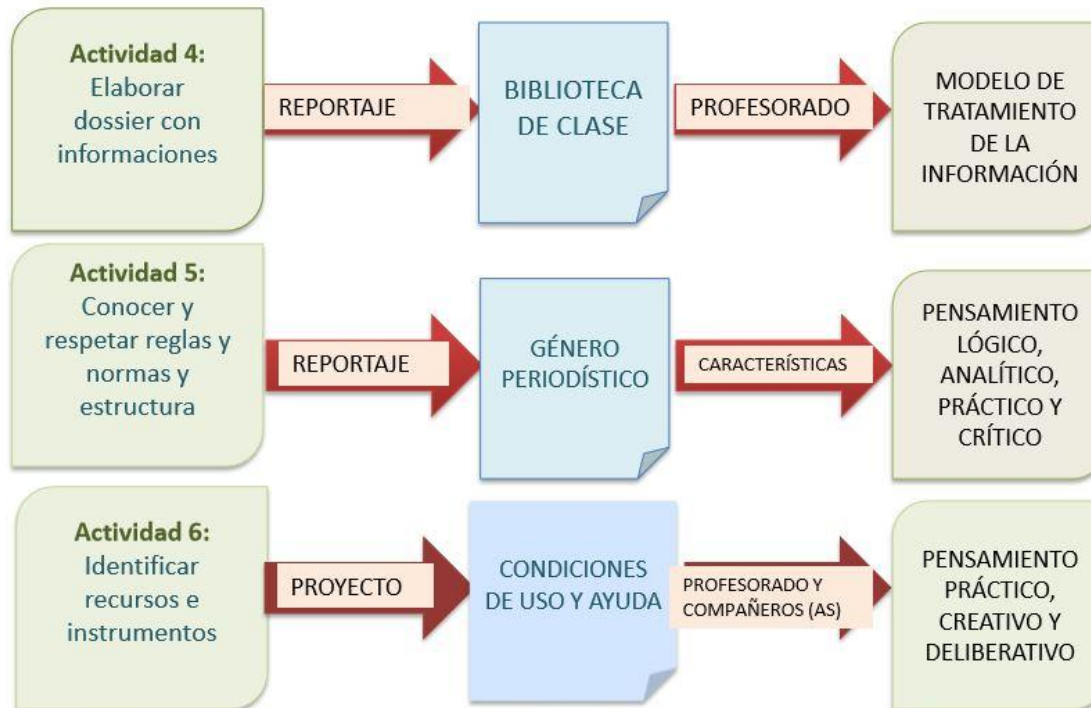 Actividad 4:
Elaborar
dossier con
informaciones
REPORTAJE
BIBLIOTECA
DE CLASE
PROFESORADO
MODELO DE
TRATAMIENTO
DE LA
INFORMACIÓN
Actividad 5:
Conocer y
respetar reglas y
normas y
estructura
REPORTAJE
GÉNERO
PERIODÍSTICO
CARACTERÍSTICAS
PENSAMIENTO
LÓGICO,
ANALÍTICO,
PRÁCTICO Y
CRÍTICO
Actividad 6:
Identificar
recursos e
instrumentos
PROYECTO
CONDICIONES
DE USO Y AYUDA
PROFESORADO Y
COMPAÑEROS (AS)
PENSAMIENTO
PRÁCTICO,
CREATIVO Y
DELIBERATIVO